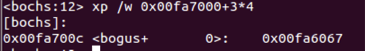 <bochs:12> xp /w 0x00fa7000+3*4
[bochs]:
0x00fa700c <bogus+       0>:    0x00fa6067